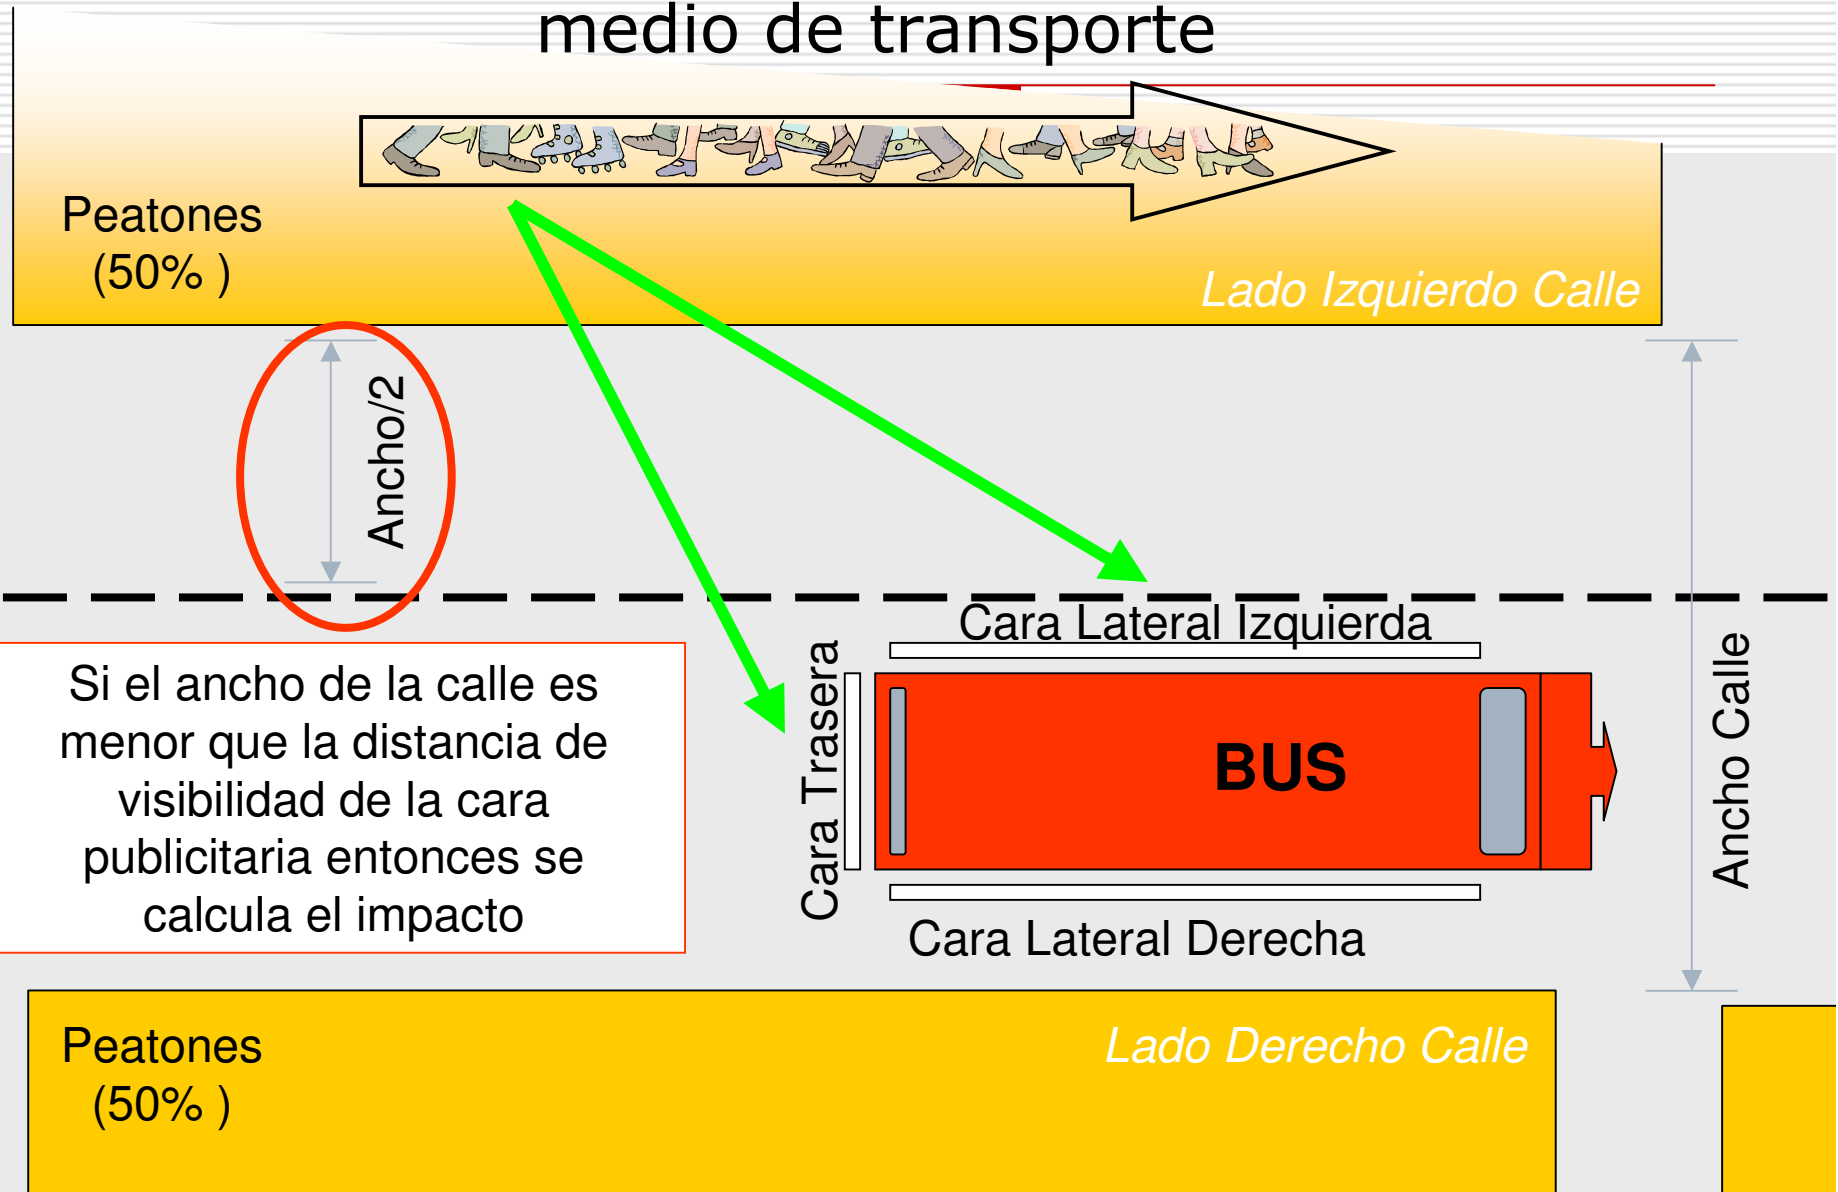 medio de transporte
Peatones
(50% )
Lado Izquierdo Calle
Ancho/2
Cara Lateral Izquierda
Si el ancho de la calle es
menor que la distancia de
visibilidad de la cara
publicitaria entonces se
calcula el impacto
Cara Trasera
BUS
Ancho Calle
Cara Lateral Derecha
Peatones
(50% )
Lado Derecho Calle